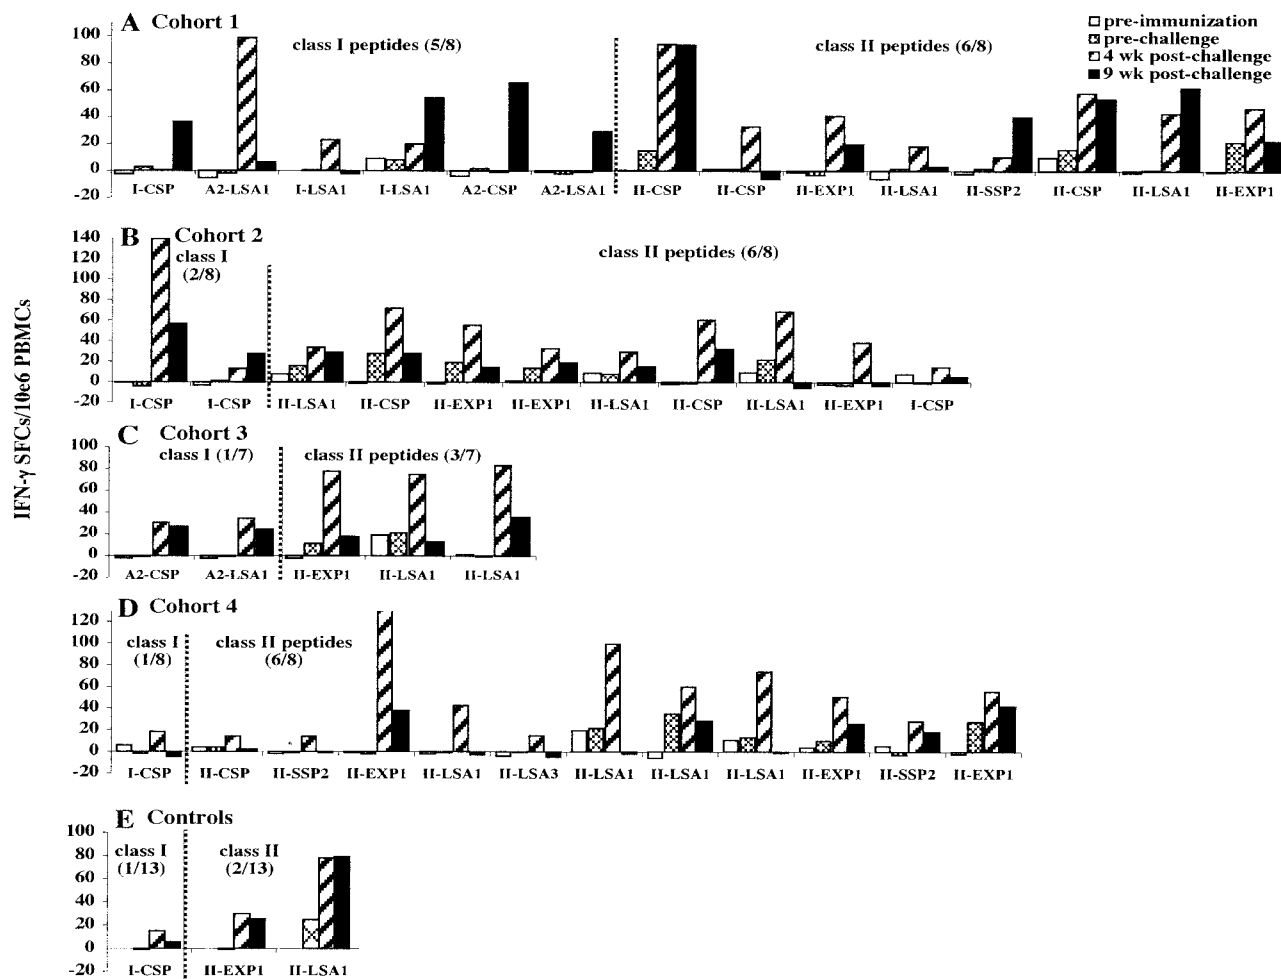 IFN-γ SFCs/10e6 PBMCs
A Cohort 1
class I peptides (5/8)
class II peptides (6/8)
pre-immunization
pre-challenge
4 wk post-challenge
9 wk post-challenge
100
80
60
40
20
0
-20
I-CSP A2-LSA1 I-LSA1 I-LSA1 A2-CSP A2-LSA1 II-CSP II-CSP II-EXP1 II-LSA1 II-SSP2 II-CSP II-LSA1 II-EXP1
B Cohort 2
class I
(2/8)
class II peptides (6/8)
140
120
100
80
60
40
20
0
-20
I-CSP I-CSP II-LSA1 II-CSP II-EXP1 II-EXP1 II-LSA1 II-CSP II-LSA1 II-EXP1 I-CSP
C Cohort 3
class I (1/7)
class II peptides (3/7)
100
80
60
40
20
0
-20
A2-CSP A2-LSA1 II-EXP1 II-LSA1 II-LSA1
D Cohort 4
class I
(1/8)
class II peptides
(6/8)
120
100
80
60
40
20
0
-20
I-CSP II-CSP II-SSP2 II-EXP1 II-LSA1 II-LSA3 II-LSA1 II-LSA1 II-LSA1 II-EXP1 II-SSP2 II-EXP1
E Controls
class I
(1/13)
class II
(2/13)
100
80
60
40
20
0
-20
I-CSP II-EXP1 II-LSA1